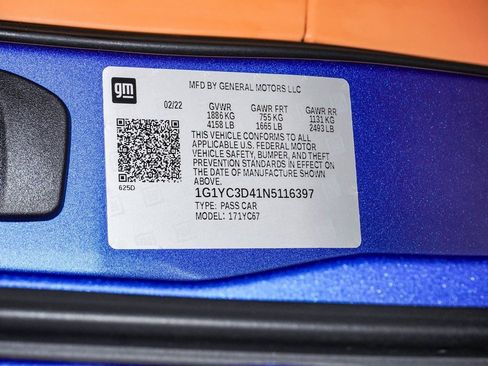 gm
MFD BY GENERAL MOTORS LLC
02/22 GVWR GAWR FRT GAWR RR
1886 KG 755 KG 1131 KG
4158 LB 1665 LB 2493 LB
THIS VEHICLE CONFORMS TO ALL
APPLICABLE U.S. FEDERAL MOTOR
VEHICLE SAFETY, BUMPER, AND THEFT
PREVENTION STANDARDS IN EFFECT ON
THE DATE OF MANUFACTURE SHOWN
ABOVE.
625D
1G1YC3D41N5116397
TYPE: PASS CAR
MODEL: 171YC67